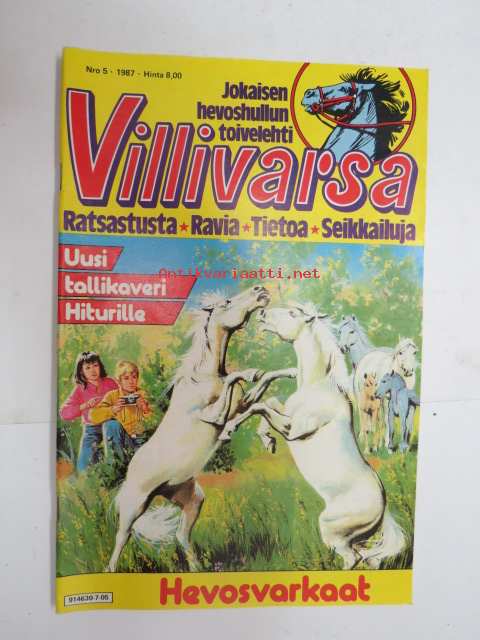 Nro 5 - 1987 - Hinta 8,00
Jokaisen
hevoshullun
toivelehti
Villivarsa
Ratsastusta ★ Ravia ★ Tietoa ★ Seikkailuja
Uusi
tallikaveri
Hiturille
Antikvariaatti.net
Hevosvarkaat
914639-7-05